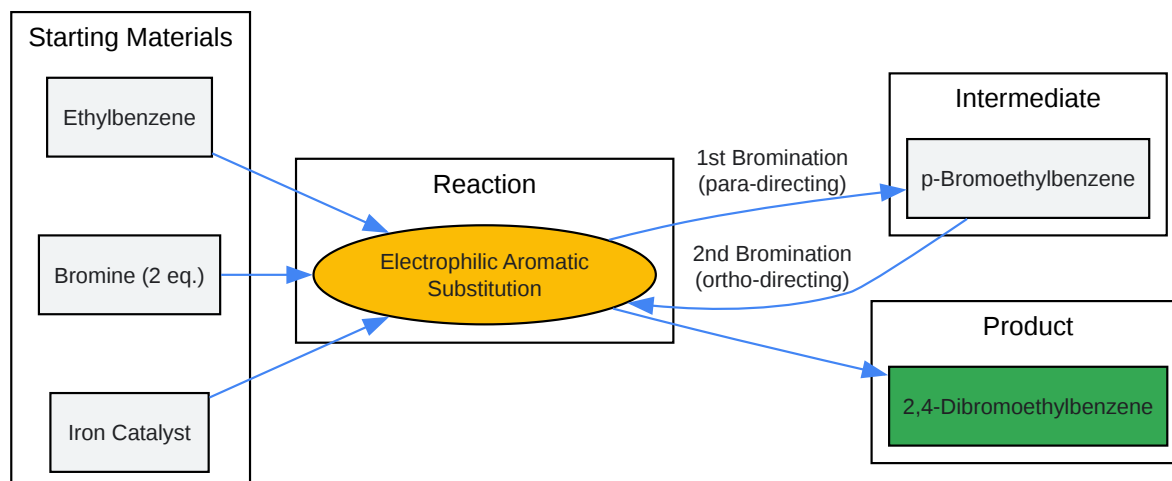 Starting Materials
Ethylbenzene
Bromine (2 eq.)
Iron Catalyst
Reaction
Electrophilic Aromatic
Substitution
1st Bromination
(para-directing)
2nd Bromination
(ortho-directing)
Intermediate
p-Bromoethylbenzene
Product
2,4-Dibromoethylbenzene